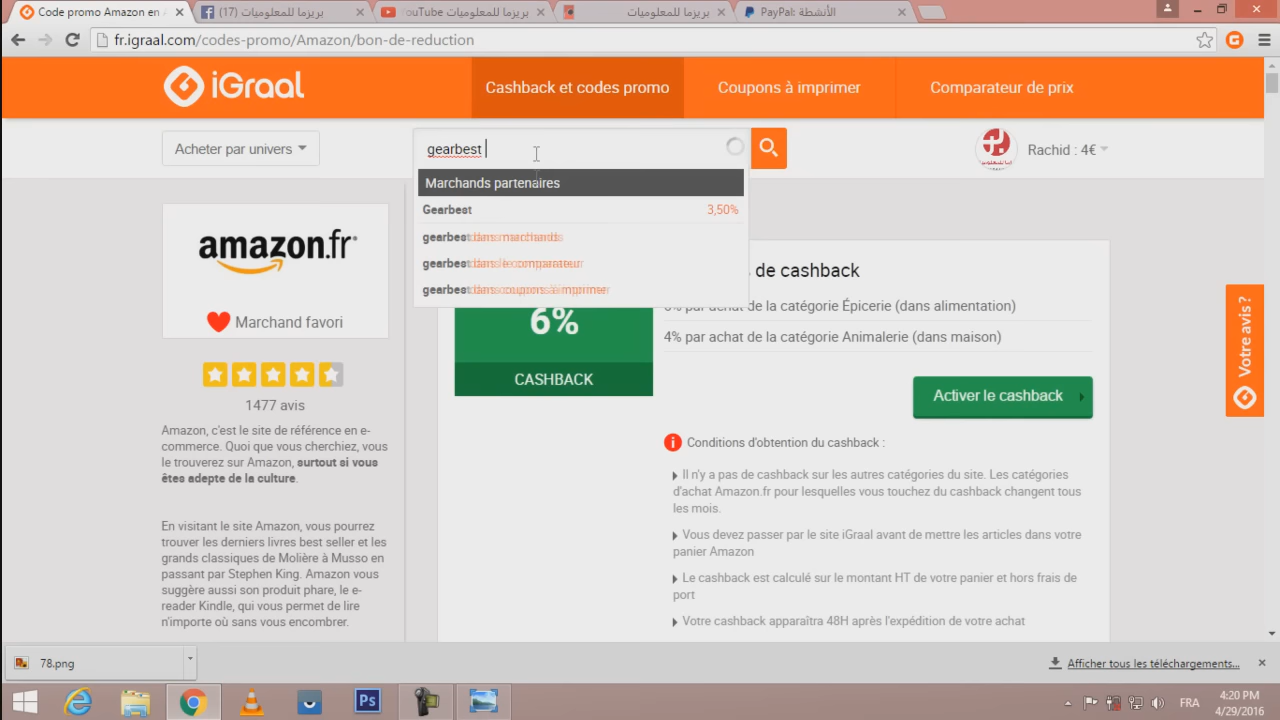 Code promo Amazon en
(17) بريزما للمعلوميات
بريزما للمعلوميات YouTube
بريزما للمعلوميات
PayPal: الأنشطة
fr.igraal.com/codes-promo/Amazon/bon-de-reduction
iGraal
Cashback et codes promo
Coupons à imprimer
Comparateur de prix
Acheter par univers
gearbest
Rachid : 4€
Marchands partenaires
Gearbest 3,50%
gearbest dans marchands
gearbest dans le comparateur
gearbest dans coupons à imprimer
de cashback
par achat de la catégorie Épicerie (dans alimentation)
4% par achat de la catégorie Animalerie (dans maison)
amazon.fr
Marchand favori
6%
CASHBACK
Activer le cashback
Votre avis ?
1477 avis
Amazon, c'est le site de référence en e-
commerce. Quoi que vous cherchiez, vous
le trouverez sur Amazon, surtout si vous
êtes adepte de la culture.
En visitant le site Amazon, vous pourrez
trouver les derniers livres best seller et les
grands classiques de Molière à Musso en
passant par Stephen King. Amazon vous
suggère aussi son produit phare, le e-
reader Kindle, qui vous permet de lire
n'importe où sans vous encombrer.
Conditions d'obtention du cashback :
Il n'y a pas de cashback sur les autres catégories du site. Les catégories
d'achat Amazon.fr pour lesquelles vous touchez du cashback changent tous
les mois.
Vous devez passer par le site iGraal avant de mettre les articles dans votre
panier Amazon
Le cashback est calculé sur le montant HT de votre panier et hors frais de
port
Votre cashback apparaîtra 48H après l'expédition de votre achat
78.png
Afficher tous les téléchargements...
Ps
FRA
4:20 PM
4/29/2016